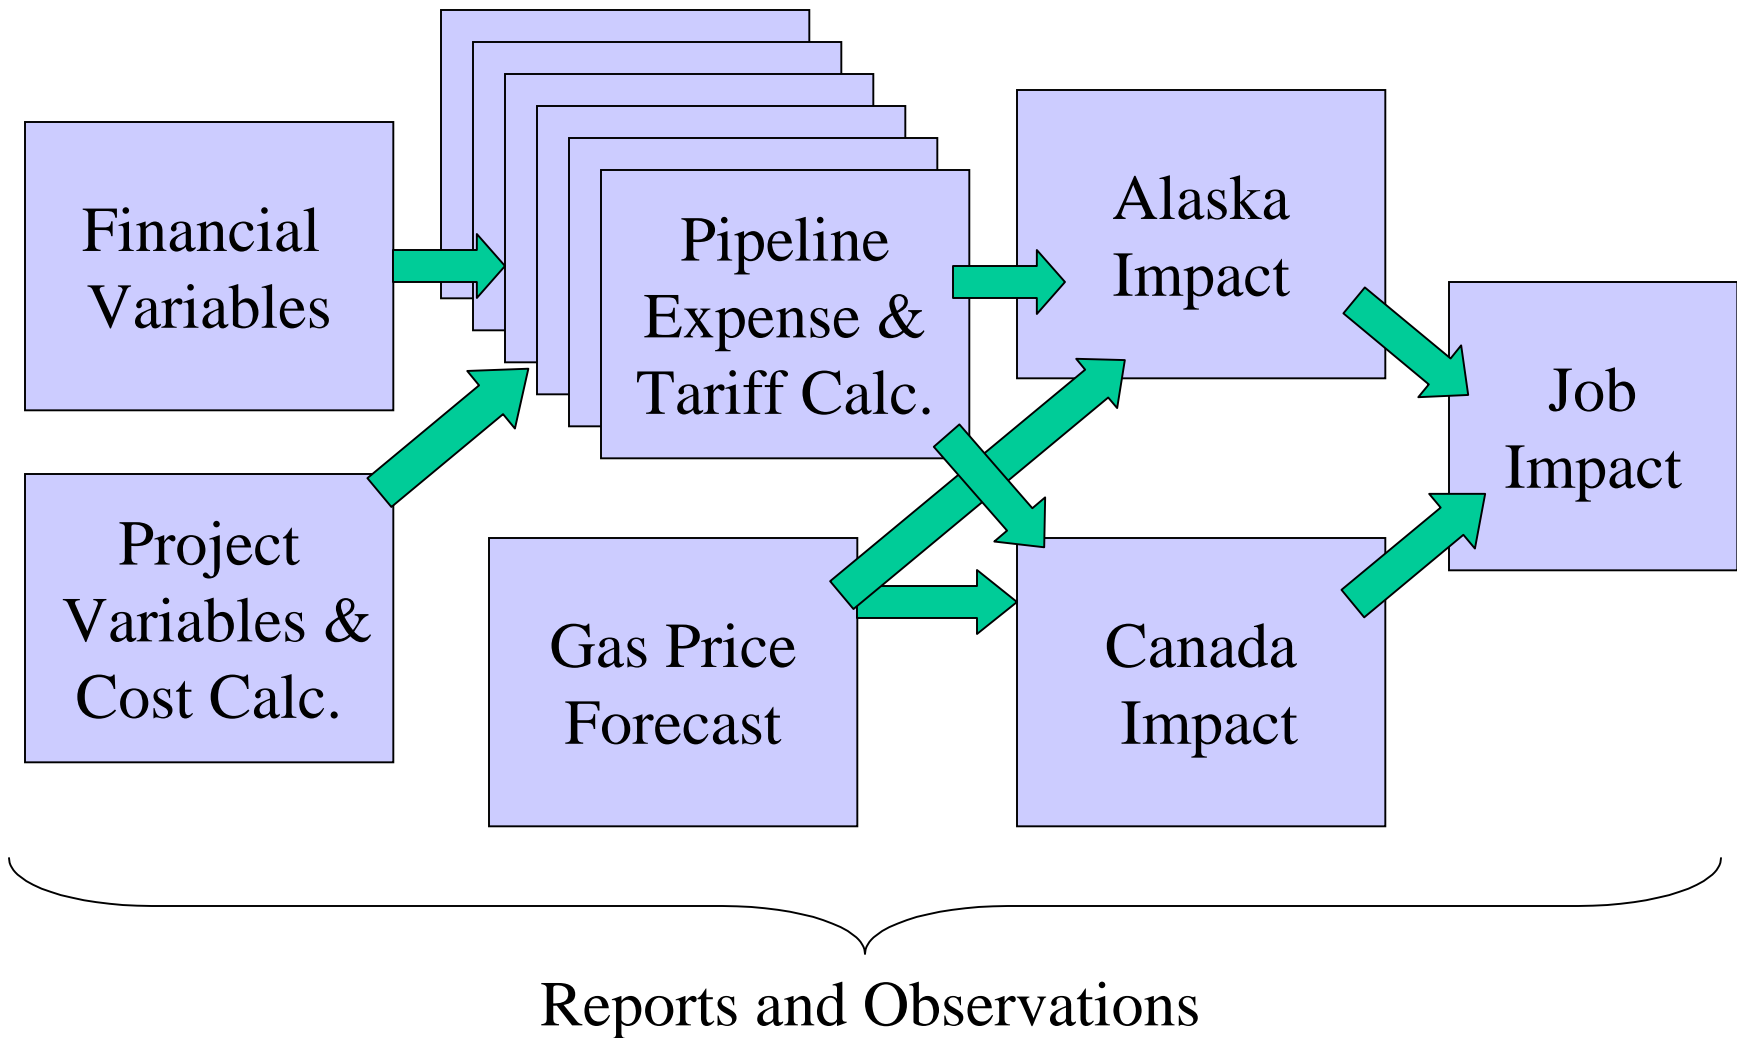 Financial
Variables
Project
Variables &
Cost Calc.
Pipeline
Expense &
Tariff Calc.
Gas Price
Forecast
Alaska
Impact
Canada
Impact
Job
Impact
Reports and Observations